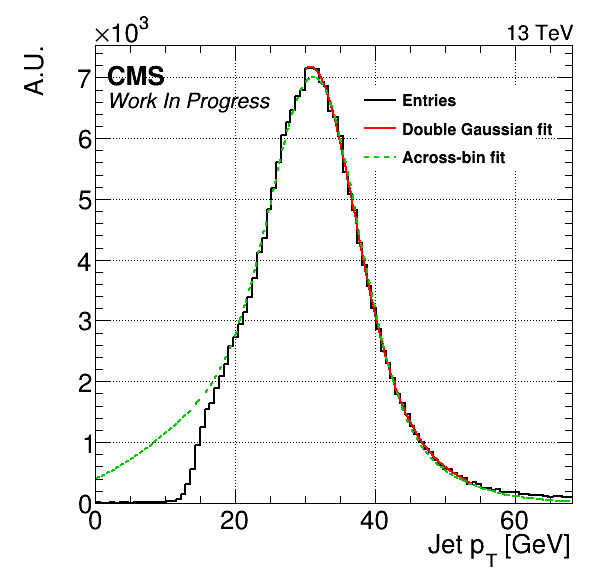 ×10³
13 TeV
A.U.
CMS
Work In Progress
Entries
Double Gaussian fit
Across-bin fit
7
6
5
4
3
2
1
0
0 20 40 60
Jet p_T [GeV]